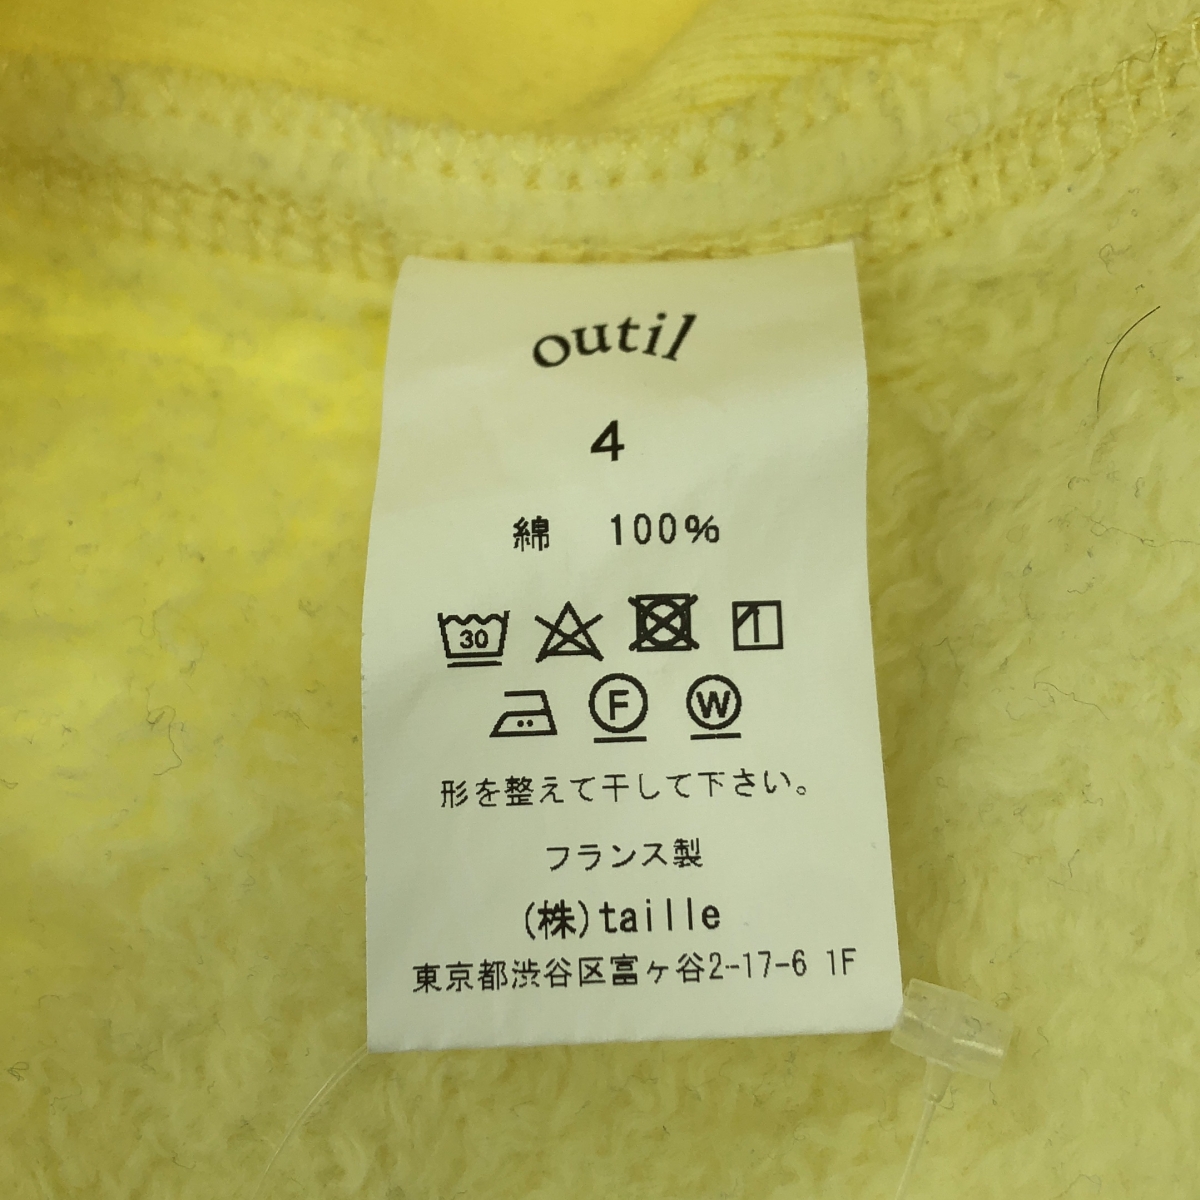 outil
4
綿 100%
30
F W
形を整えて干して下さい。
フランス製
(株)taille
東京都渋谷区富ヶ谷2-17-6 1F